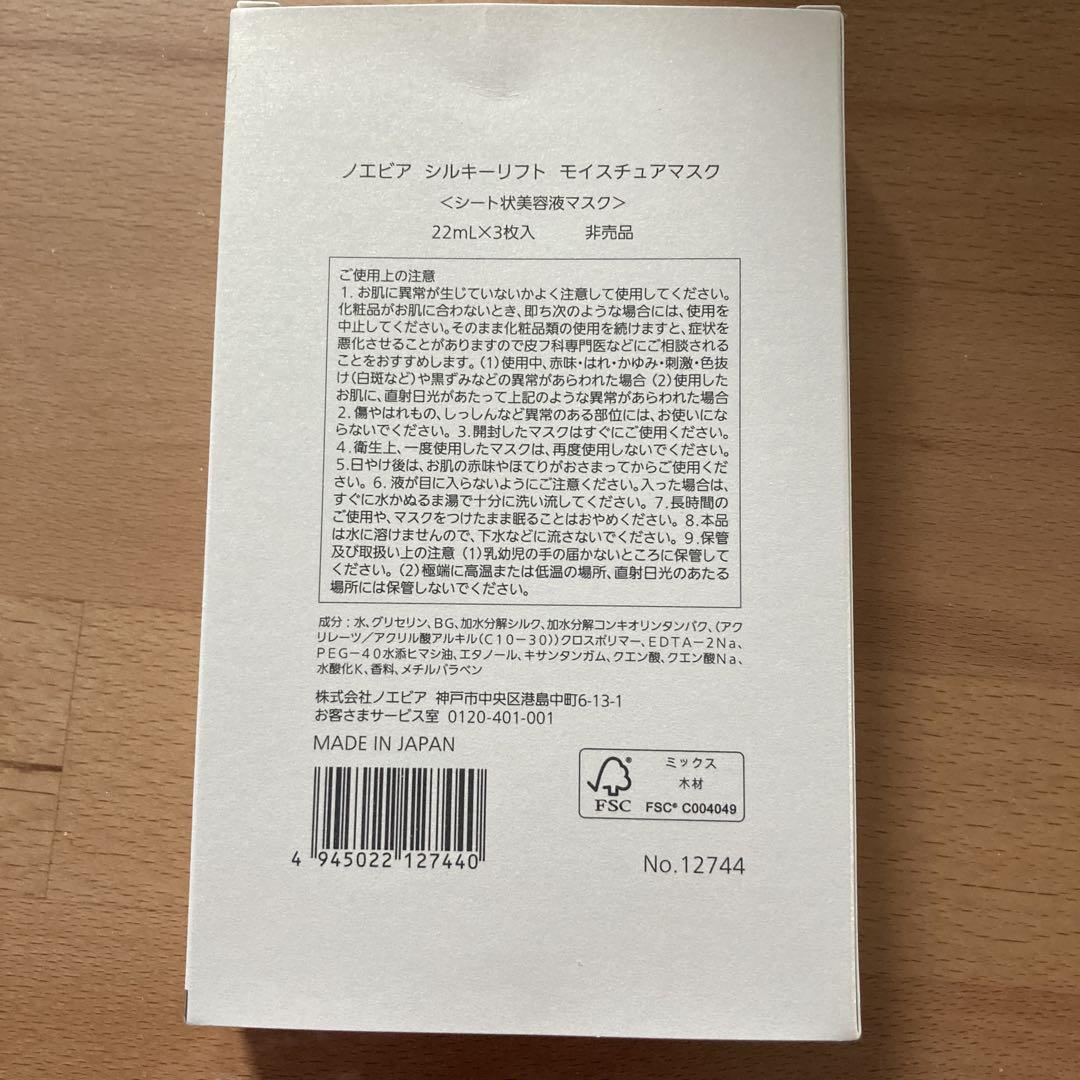 ノエビア シルキーリフト モイスチュアマスク
＜シート状美容液マスク＞
22mL×3枚入 非売品
ご使用上の注意
1. お肌に異常が生じていないかよく注意して使用してください。
化粧品がお肌に合わないとき、即ち次のような場合には、使用を
中止してください。そのまま化粧品類の使用を続けますと、症状を
悪化させることがありますので皮フ科専門医などにご相談される
ことをおすすめします。（1）使用中、赤味・はれ・かゆみ・刺激・色抜
け（白斑など）や黒ずみなどの異常があらわれた場合（2）使用した
お肌に、直射日光があたって上記のような異常があらわれた場合
2. 傷やはれもの、しっしんなど異常のある部位には、お使いにな
らないでください。3. 開封したマスクはすぐにご使用ください。
4. 衛生上、一度使用したマスクは、再度使用しないでください。
5. 日やけ後は、お肌の赤味やほてりがおさまってからご使用くだ
さい。6. 液が目に入らないようにご注意ください。入った場合は、
すぐに水かぬるま湯で十分に洗い流してください。7. 長時間の
ご使用や、マスクをつけたまま眠ることはおやめください。8. 本品
は水に溶けませんので、下水などに流さないでください。9. 保管
及び取扱い上の注意（1）乳幼児の手の届かないところに保管して
ください。（2）極端に高温または低温の場所、直射日光のあたる
場所には保管しないでください。
成分：水、グリセリン、BG、加水分解シルク、加水分解コンキオリンタンパク、（アク
リレーツ／アクリル酸アルキル（C10−30））クロスポリマー、EDTA−2Na、
PEG−40水添ヒマシ油、エタノール、キサンタンガム、クエン酸、クエン酸Na、
水酸化K、香料、メチルパラベン
株式会社ノエビア 神戸市中央区港島中町6-13-1
お客さまサービス室 0120-401-001
MADE IN JAPAN
ミックス
木材
FSC
FSC® C004049
4 945022 127440
No.12744